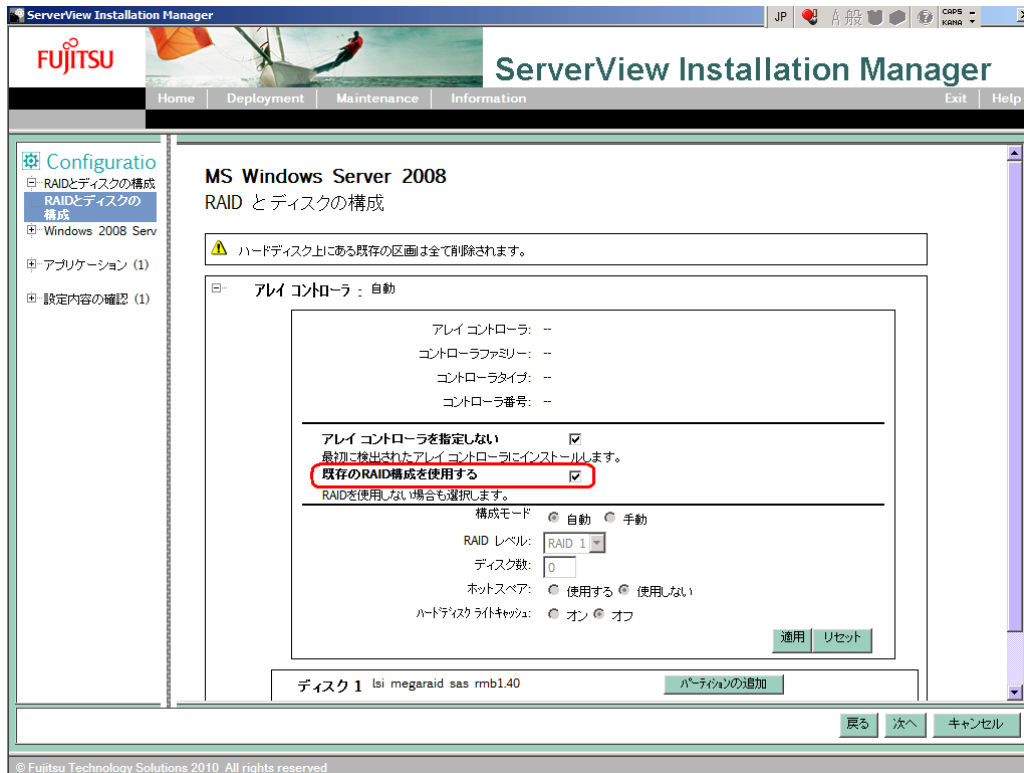 ServerView Installation Manager
JP A 般 CAPS KANA
FUJITSU
ServerView Installation Manager
Home Deployment Maintenance Information Exit Help
Configuratio
RAIDとディスクの構成
RAIDとディスクの
構成
Windows 2008 Serv
アプリケーション (1)
設定内容の確認 (1)
MS Windows Server 2008
RAID とディスクの構成
ハードディスク上にある既存の区画は全て削除されます。
アレイ コントローラ : 自動
アレイ コントローラ: --
コントローラファミリー: --
コントローラタイプ: --
コントローラ番号: --
アレイ コントローラを指定しない
最初に検出されたアレイ コントローラにインストールします。
既存のRAID構成を使用する
RAIDを使用しない場合も選択します。
構成モード 自動 手動
RAID レベル: RAID 1
ディスク数: 0
ホットスペア: 使用する 使用しない
ハードディスク ライトキャッシュ: オン オフ
適用 リセット
ディスク 1 lsi megaraid sas rmb1.40 パーティションの追加
戻る 次へ キャンセル
© Fujitsu Technology Solutions 2010 All rights reserved